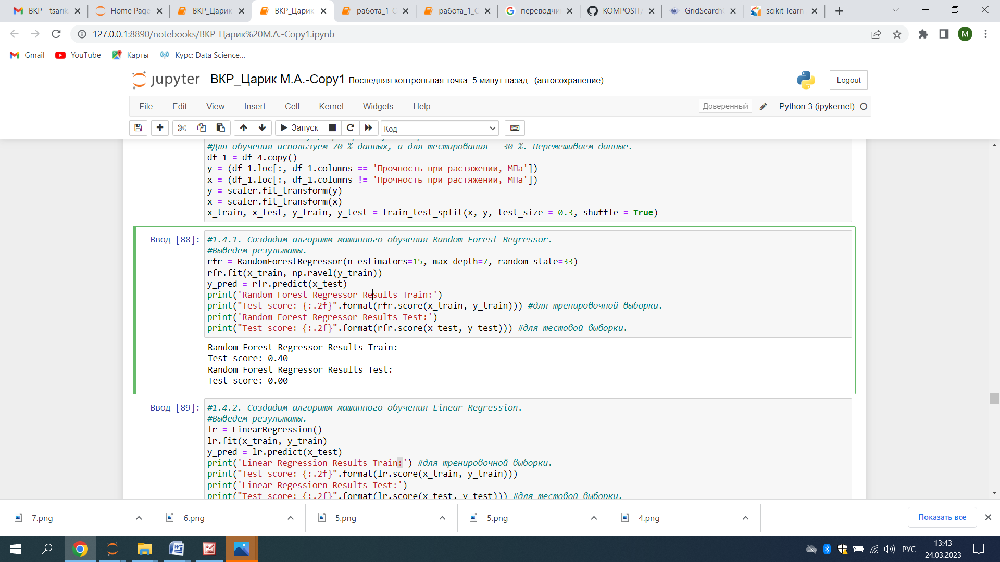 ВКР - tsarik
Home Page
ВКР_Царик
ВКР_Царик
работа_1-С
работа_1_С
переводчи
KOMPOSIT/
GridSearch
scikit-learn
127.0.0.1:8890/notebooks/ВКР_Царик%20М.А.-Copy1.ipynb
M
Gmail
YouTube
Карты
Курс: Data Science...
jupyter
ВКР_Царик М.А.-Copy1
Последняя контрольная точка: 5 минут назад (автосохранение)
Logout
File Edit View Insert Cell Kernel Widgets Help
Доверенный
Python 3 (ipykernel)
Запуск
Код
#Для обучения используем 70 % данных, а для тестирования – 30 %. Перемешиваем данные.
df_1 = df_4.copy()
y = (df_1.loc[:, df_1.columns == 'Прочность при растяжении, МПа'])
x = (df_1.loc[:, df_1.columns != 'Прочность при растяжении, МПа'])
y = scaler.fit_transform(y)
x = scaler.fit_transform(x)
x_train, x_test, y_train, y_test = train_test_split(x, y, test_size = 0.3, shuffle = True)
Ввод [88]:
#1.4.1. Создадим алгоритм машинного обучения Random Forest Regressor.
#Выведем результаты.
rfr = RandomForestRegressor(n_estimators=15, max_depth=7, random_state=33)
rfr.fit(x_train, np.ravel(y_train))
y_pred = rfr.predict(x_test)
print('Random Forest Regressor Results Train:')
print("Test score: {:.2f}".format(rfr.score(x_train, y_train))) #для тренировочной выборки.
print('Random Forest Regressor Results Test:')
print("Test score: {:.2f}".format(rfr.score(x_test, y_test))) #для тестовой выборки.
Random Forest Regressor Results Train:
Test score: 0.40
Random Forest Regressor Results Test:
Test score: 0.00
Ввод [89]:
#1.4.2. Создадим алгоритм машинного обучения Linear Regression.
#Выведем результаты.
lr = LinearRegression()
lr.fit(x_train, y_train)
y_pred = lr.predict(x_test)
print('Linear Regression Results Train:') #для тренировочной выборки.
print("Test score: {:.2f}".format(lr.score(x_train, y_train)))
print('Linear Regessiorn Results Test:')
print("Test score: {:.2f}".format(lr.score(x_test, y_test))) #для тестовой выборки.
7.png
6.png
5.png
5.png
4.png
Показать все
РУС
13:43
24.03.2023